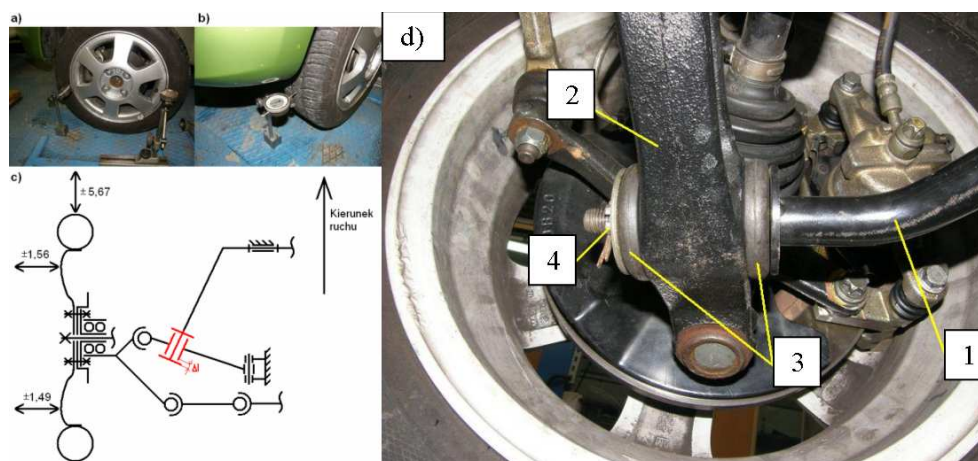 a)
b)
c)
±5,67
±1,56
±1,49
Kierunek
ruchu
Δl
d)
2
4
3
1